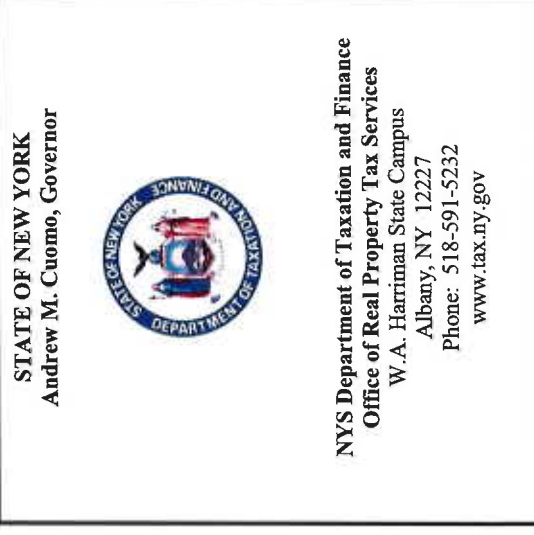 STATE OF NEW YORK
Andrew M. Cuomo, Governor
STATE OF NEW YORK
DEPARTMENT OF TAXATION AND FINANCE
NYS Department of Taxation and Finance
Office of Real Property Tax Services
W.A. Harriman State Campus
Albany, NY 12227
Phone: 518-591-5232
www.tax.ny.gov